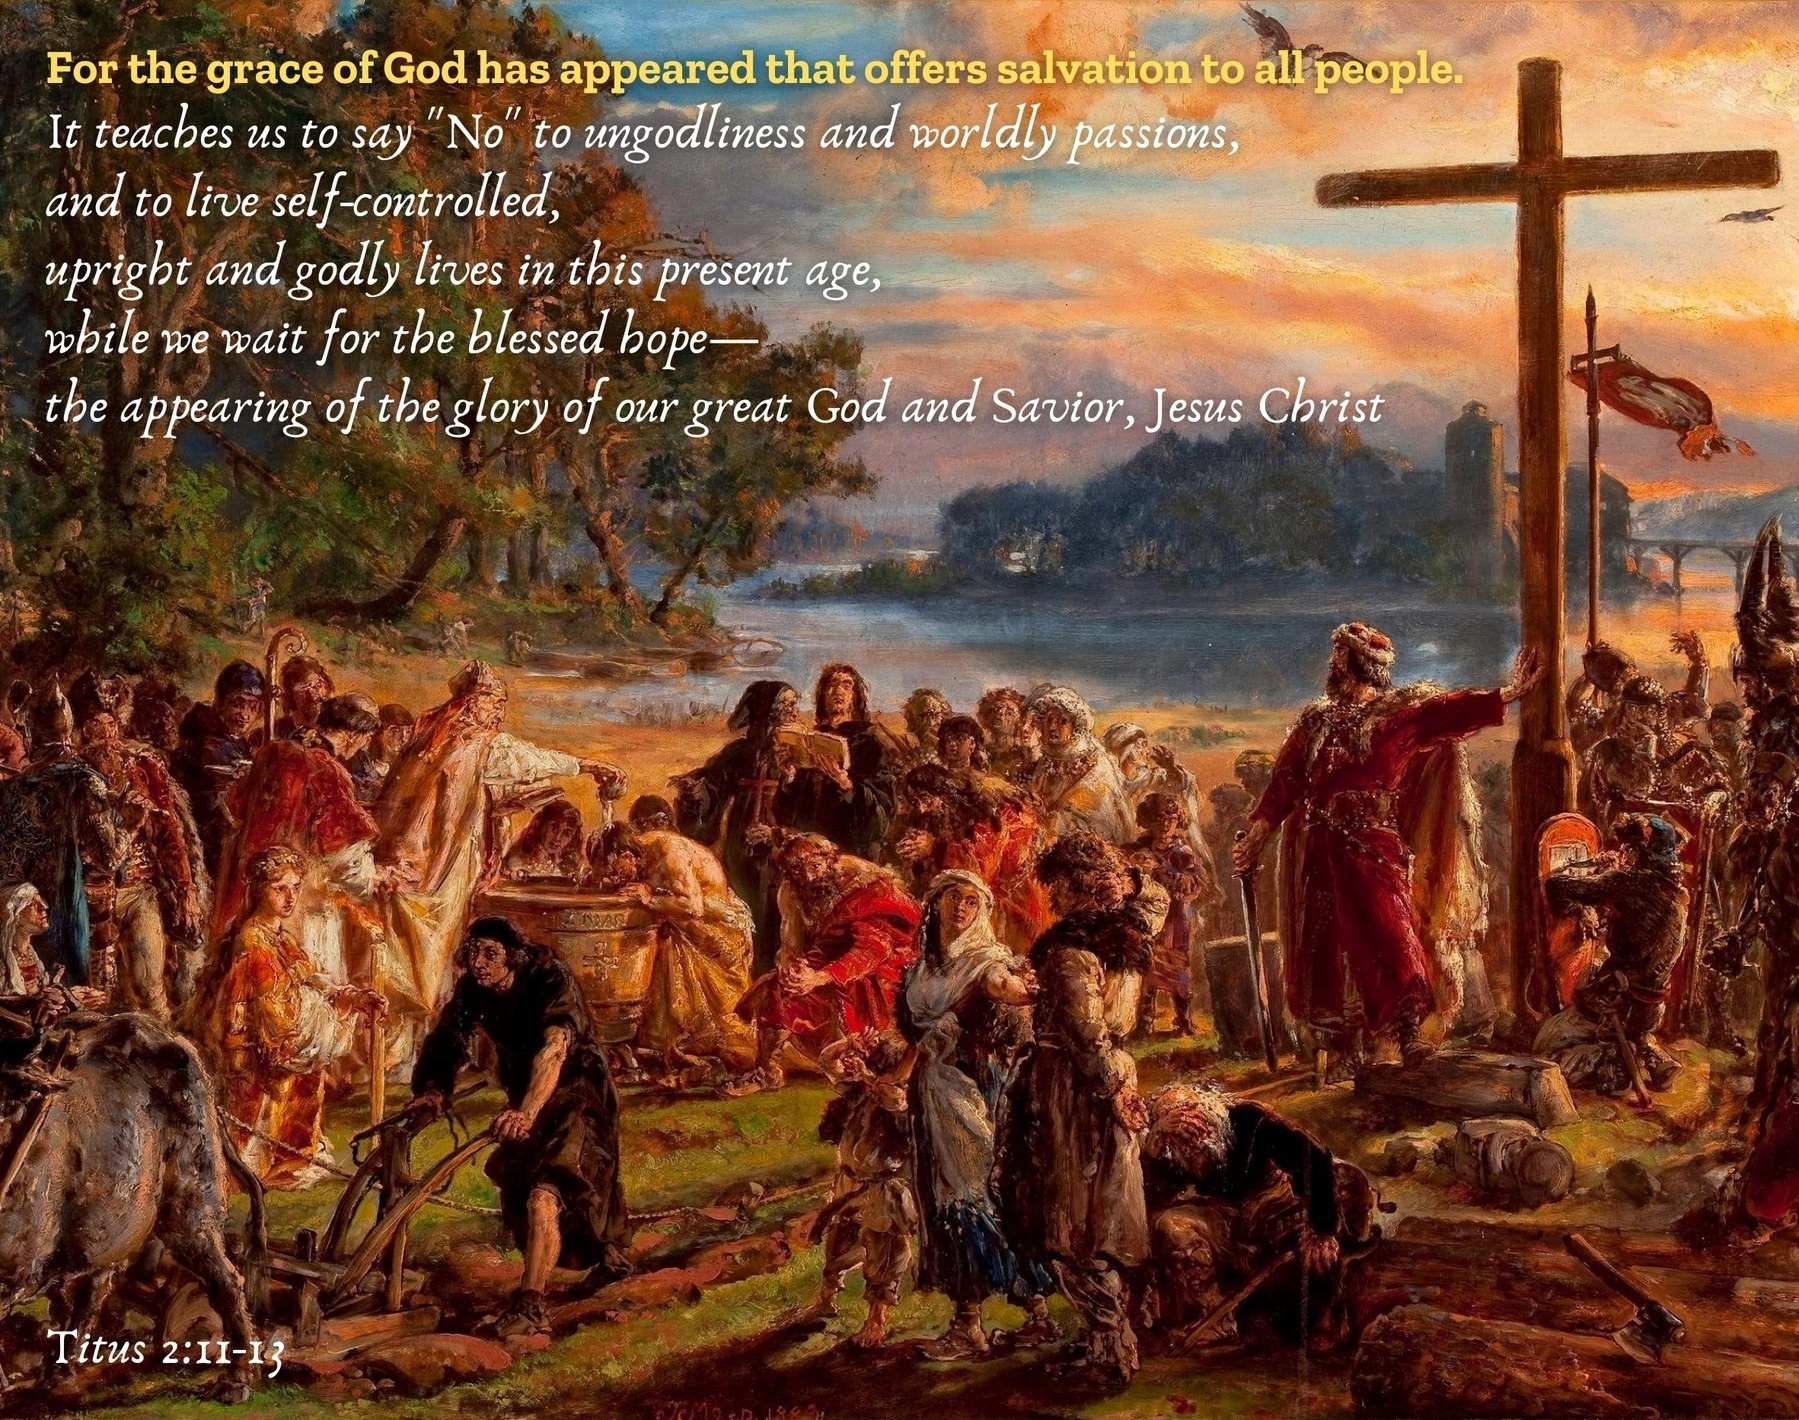 For the grace of God has appeared that offers salvation to all people.
It teaches us to say "No" to ungodliness and worldly passions,
and to live self-controlled,
upright and godly lives in this present age,
while we wait for the blessed hope—
the appearing of the glory of our great God and Savior, Jesus Christ
Titus 2:11-13